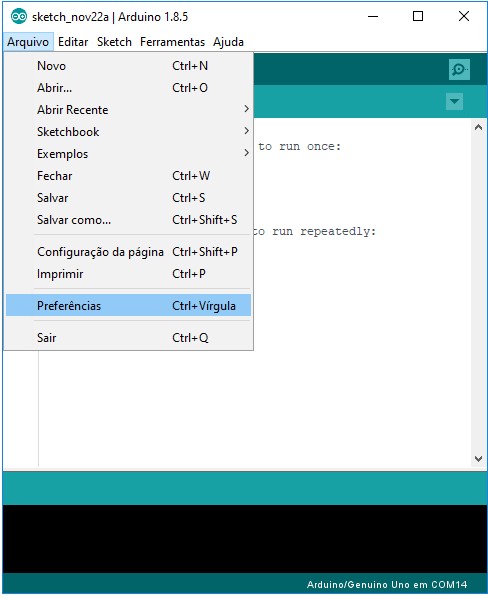 sketch_nov22a | Arduino 1.8.5
Arquivo Editar Sketch Ferramentas Ajuda
Novo Ctrl+N
Abrir... Ctrl+O
Abrir Recente
Sketchbook
Exemplos
Fechar Ctrl+W
Salvar Ctrl+S
Salvar como... Ctrl+Shift+S
Configuração da página Ctrl+Shift+P
Imprimir Ctrl+P
Preferências Ctrl+Vírgula
Sair Ctrl+Q
to run once:
to run repeatedly:
Arduino/Genuino Uno em COM14